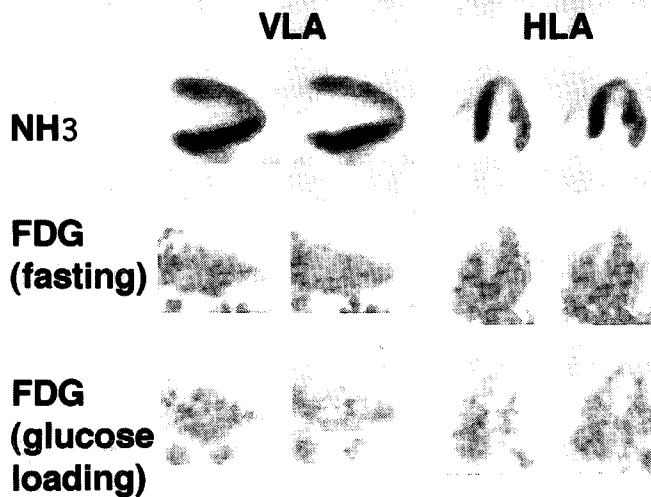 VLA HLA
NH3
FDG
(fasting)
FDG
(glucose
loading)